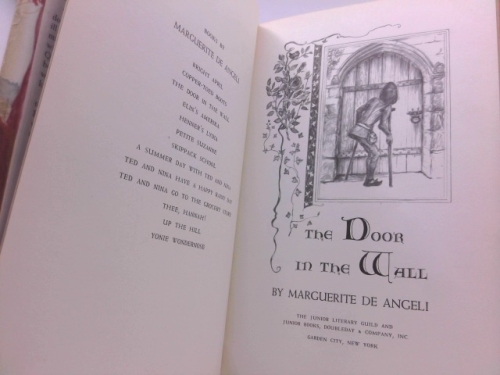 BOOKS BY
MARGUERITE DE ANGELI
BRIGHT APRIL
COPPER-TOED BOOTS
THE DOOR IN THE WALL
ELIN'S AMERIKA
HENNER'S LYDIA
PETITE SUZANNE
SKIPPACK SCHOOL
A SUMMER DAY WITH TED AND NINA
TED AND NINA HAVE A HAPPY RAINY DAY
TED AND NINA GO TO THE GROCERY STORE
THEE, HANNAH!
UP THE HILL
YONIE WONDERNOSE
THE DOOR
IN THE WALL
BY MARGUERITE DE ANGELI
THE JUNIOR LITERARY GUILD AND
JUNIOR BOOKS, DOUBLEDAY & COMPANY, INC
GARDEN CITY, NEW YORK